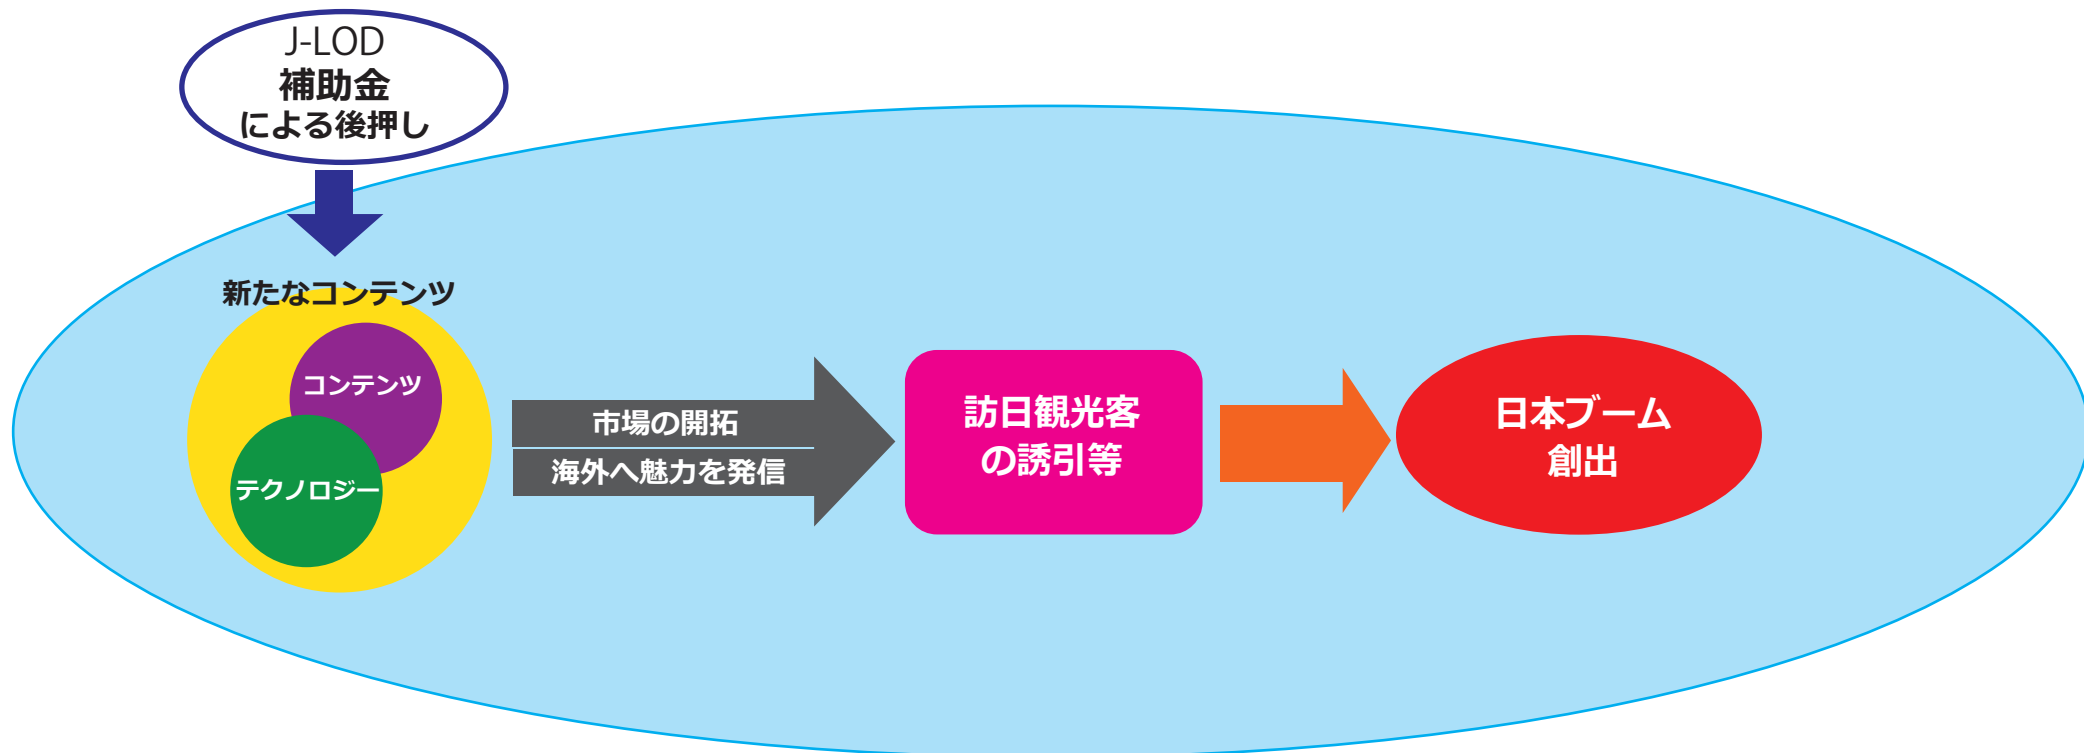 J-LOD
補助金
による後押し
新たなコンテンツ
コンテンツ
テクノロジー
市場の開拓
海外へ魅力を発信
訪日観光客
の誘引等
日本ブーム
創出